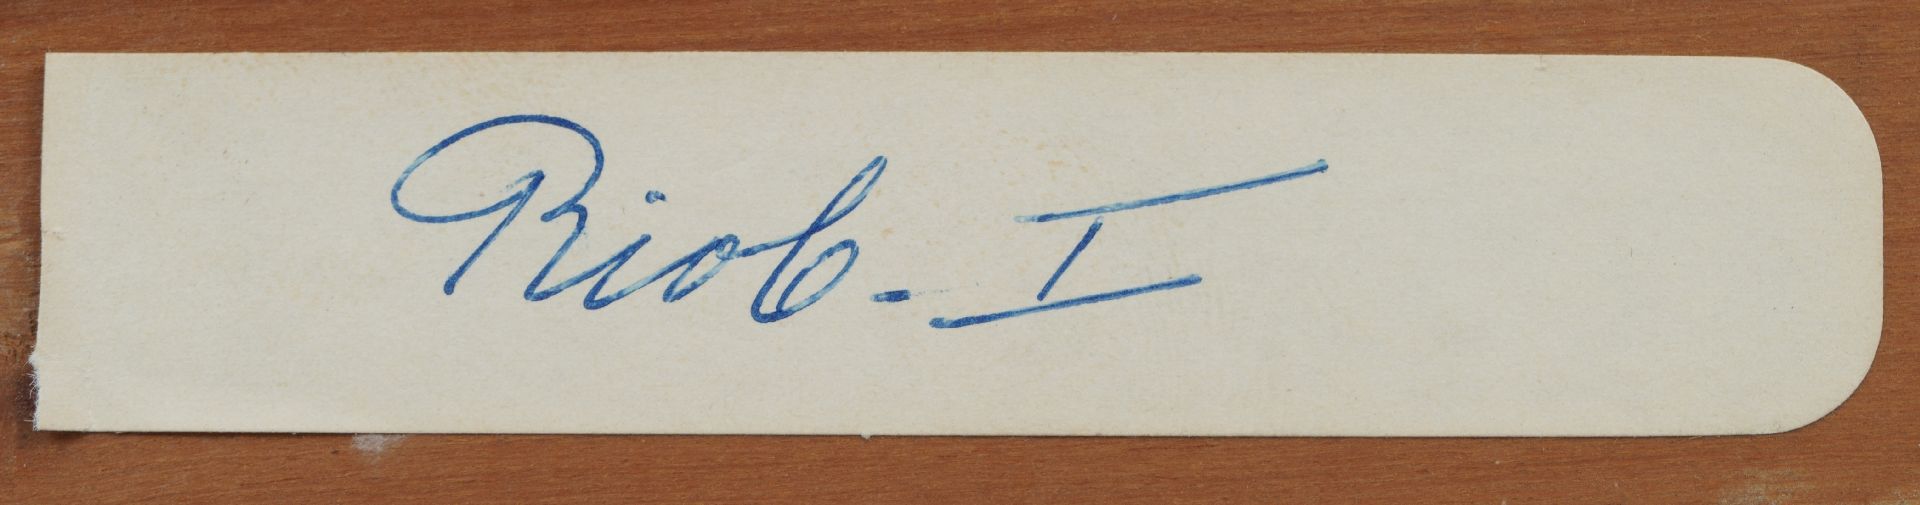 Riob - I